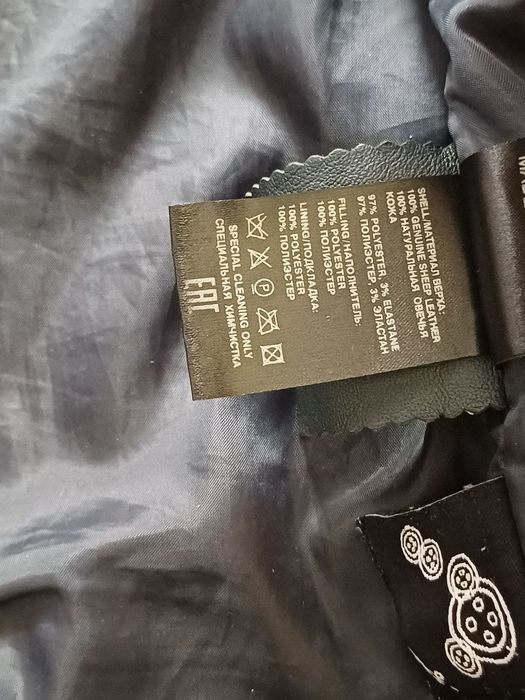 SHELL/МАТЕРИАЛ ВЕРХА:
100% GENUINE SHEEP LEATHER
100% НАТУРАЛЬНАЯ ОВЕЧЬЯ
КОЖА
97% POLYESTER, 3% ELASTANE
97% ПОЛИЭСТЕР, 3% ЭЛАСТАН
FILLING/НАПОЛНИТЕЛЬ:
100% POLYESTER
100% ПОЛИЭСТЕР
LINING/ПОДКЛАДКА:
100% POLYESTER
100% ПОЛИЭСТЕР
P
SPECIAL CLEANING ONLY
СПЕЦИАЛЬНАЯ ХИМЧИСТКА
EAC